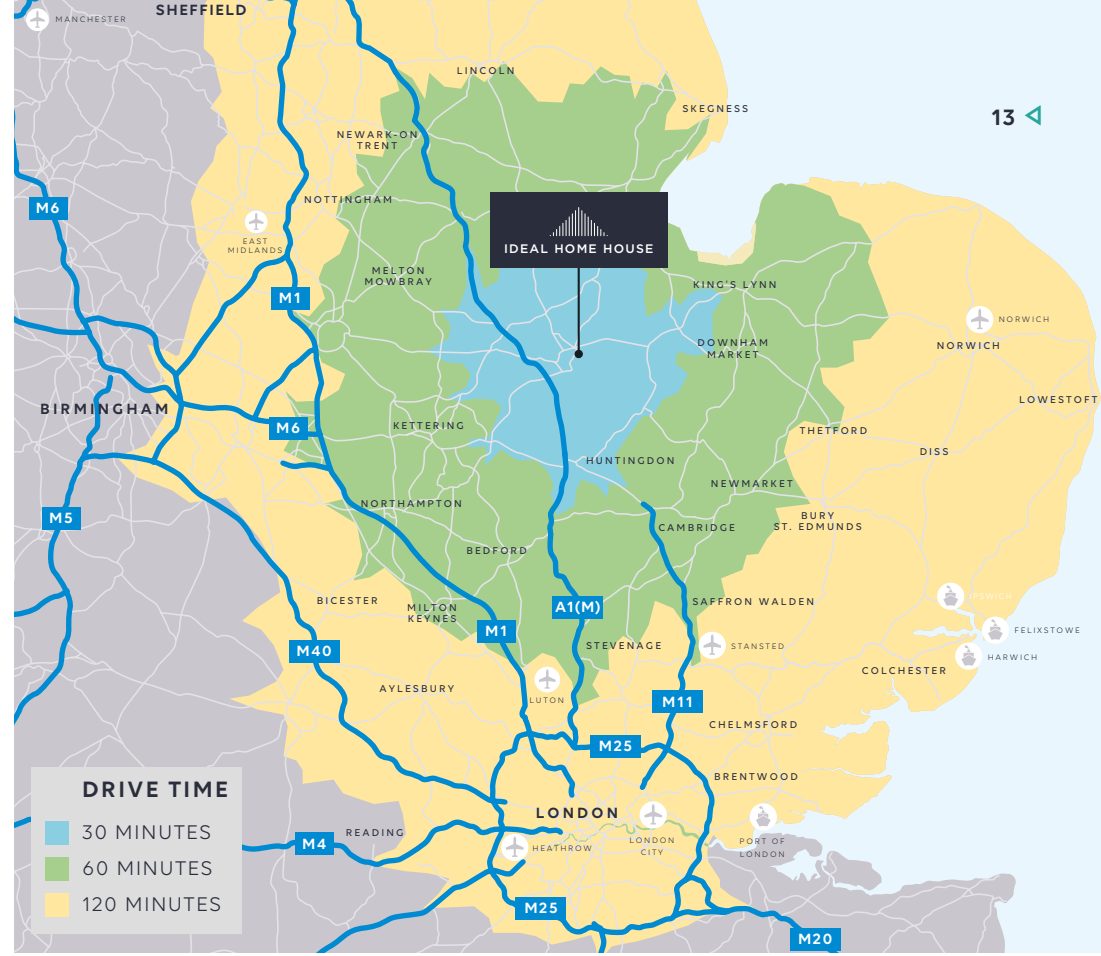 SHEFFIELD
MANCHESTER
LINCOLN
SKEGNESS
13
NEWARK-ON
TRENT
M6
NOTTINGHAM
EAST
MIDLANDS
IDEAL HOME HOUSE
MELTON
MOWBRAY
KING'S LYNN
M1
NORWICH
NORWICH
DOWNHAM
MARKET
BIRMINGHAM
LOWESTOFT
M6
KETTERING
THETFORD
DISS
HUNTINGDON
NEWMARKET
NORTHAMPTON
M5
CAMBRIDGE
BURY
ST. EDMUNDS
BEDFORD
BICESTER
MILTON
KEYNES
A1(M)
SAFFRON WALDEN
IPSWICH
M1
FELIXSTOWE
M40
STEVENAGE
STANSTED
HARWICH
COLCHESTER
AYLESBURY
LUTON
M11
CHELMSFORD
M25
BRENTWOOD
DRIVE TIME
30 MINUTES
60 MINUTES
120 MINUTES
LONDON
READING
M4
HEATHROW
LONDON
CITY
PORT OF
LONDON
M25
M20